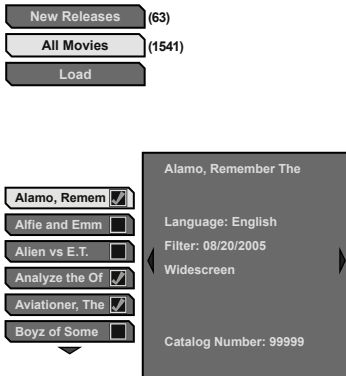 New Releases (63)
All Movies (1541)
Load
Alamo, Remem
Alfie and Emm
Alien vs E.T.
Analyze the Of
Aviationer, The
Boyz of Some
Alamo, Remember The
Language: English
Filter: 08/20/2005
Widescreen
Catalog Number: 99999